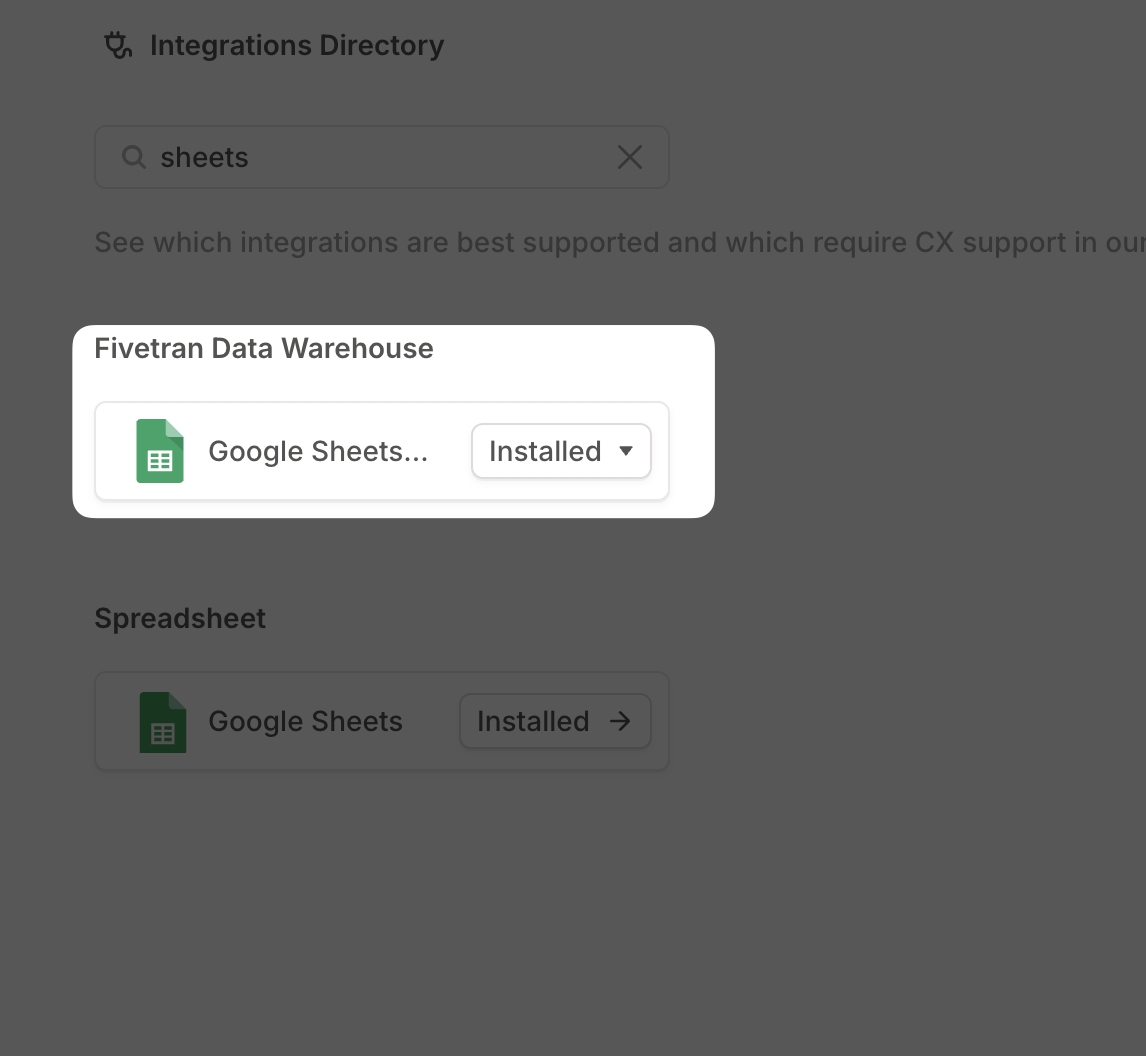 Integrations Directory
sheets
See which integrations are best supported and which require CX support in our
Fivetran Data Warehouse
Google Sheets... Installed
Spreadsheet
Google Sheets Installed